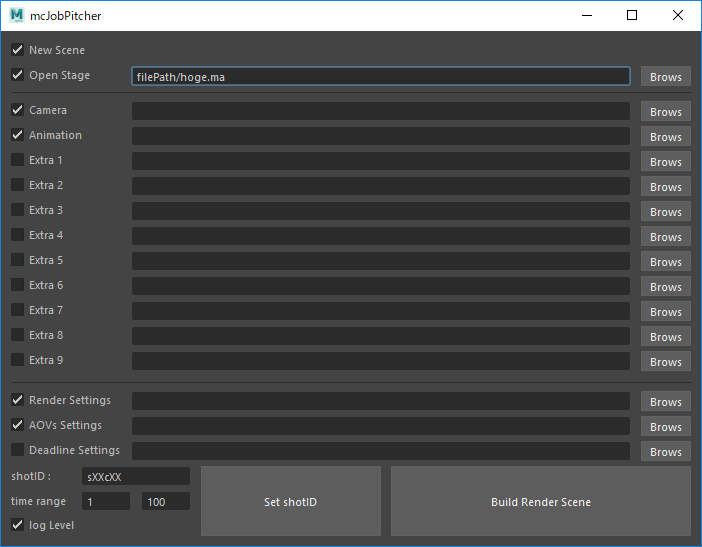 mcJobPitcher
New Scene
Open Stage filePath/hoge.ma Brows
Camera Brows
Animation Brows
Extra 1 Brows
Extra 2 Brows
Extra 3 Brows
Extra 4 Brows
Extra 5 Brows
Extra 6 Brows
Extra 7 Brows
Extra 8 Brows
Extra 9 Brows
Render Settings Brows
AOVs Settings Brows
Deadline Settings Brows
shotID : sXXcXX
time range 1 100
log Level
Set shotID
Build Render Scene